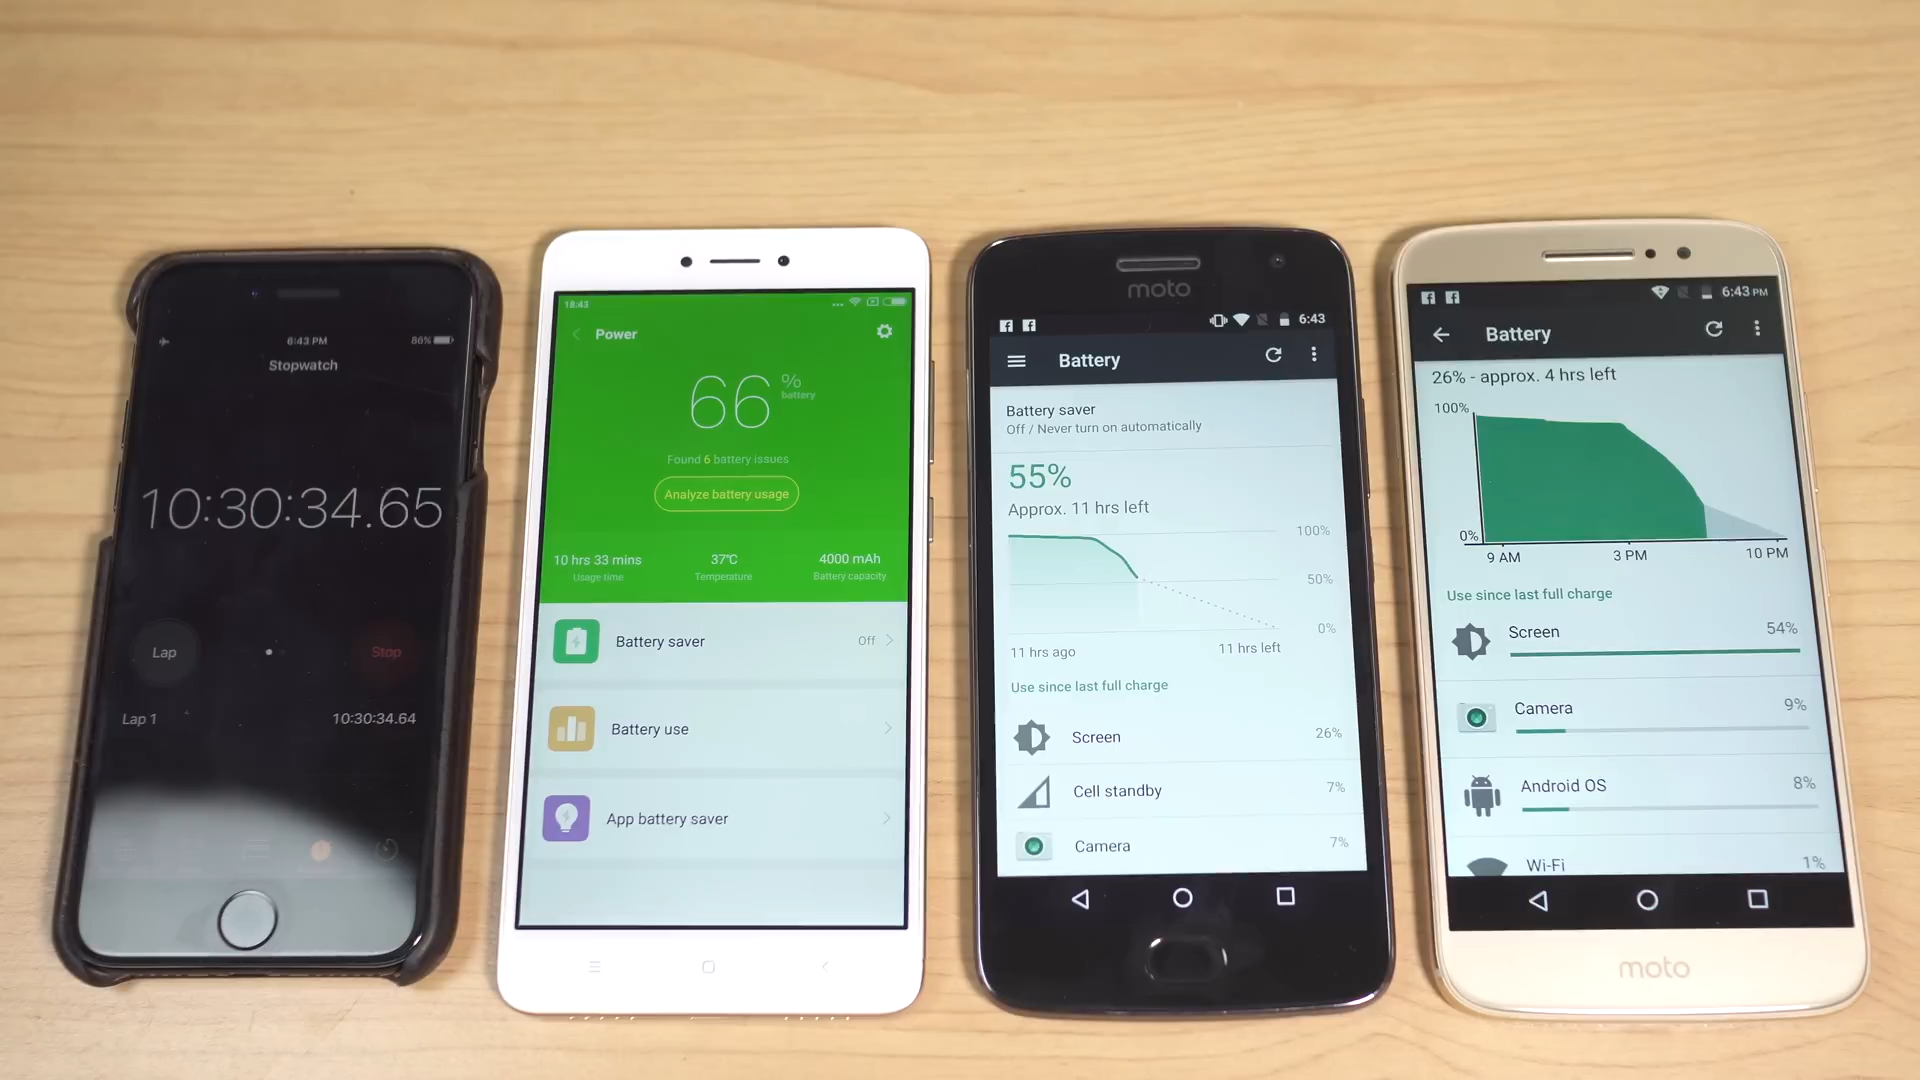 6:43 PM
86%
Stopwatch
10:30:34.65
Lap
Stop
Lap 1
10:30:34.64
18:43
Power
66 %
battery
Found 6 battery issues
Analyze battery usage
10 hrs 33 mins
37°C
4000 mAh
Usage time
Temperature
Battery capacity
Battery saver
Off
Battery use
App battery saver
moto
6:43
Battery
Battery saver
Off / Never turn on automatically
55%
Approx. 11 hrs left
100%
50%
0%
11 hrs ago
11 hrs left
Use since last full charge
Screen
26%
Cell standby
7%
Camera
7%
6:43 PM
Battery
26% - approx. 4 hrs left
100%
0%
9 AM
3 PM
10 PM
Use since last full charge
Screen
54%
Camera
9%
Android OS
8%
Wi-Fi
1%
moto